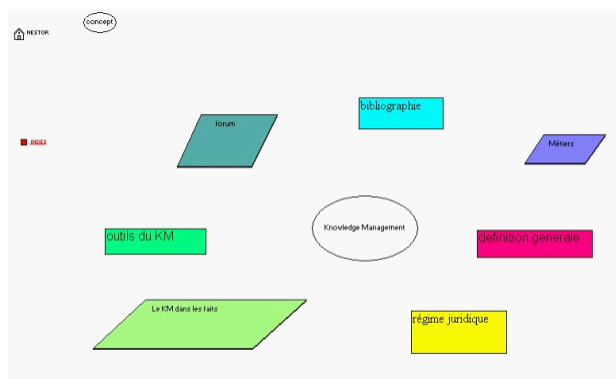 concept
NESTOR
bibliographie
forum
INDEX
Métiers
Knowledge Management
outils du KM
définition générale
Le KM dans les faits
régime juridique